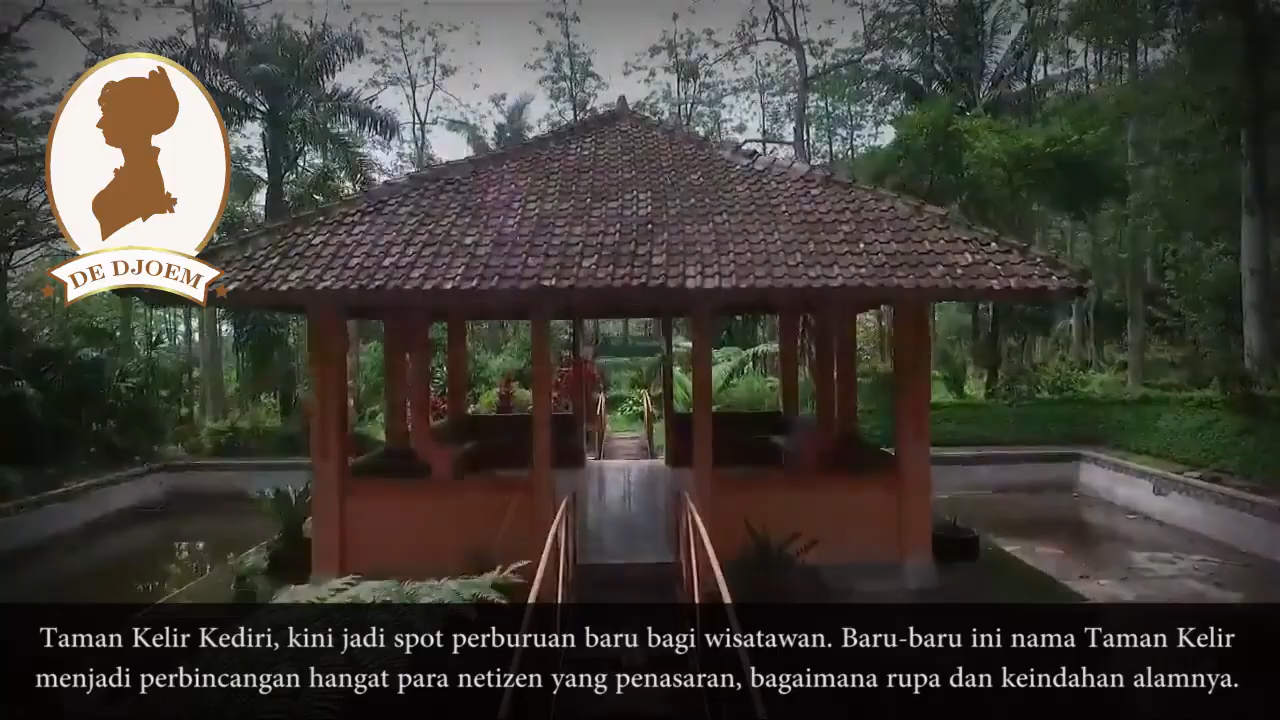 DE DJOEM
Taman Kelir Kediri, kini jadi spot perburuan baru bagi wisatawan. Baru-baru ini nama Taman Kelir
menjadi perbincangan hangat para netizen yang penasaran, bagaimana rupa dan keindahan alamnya.